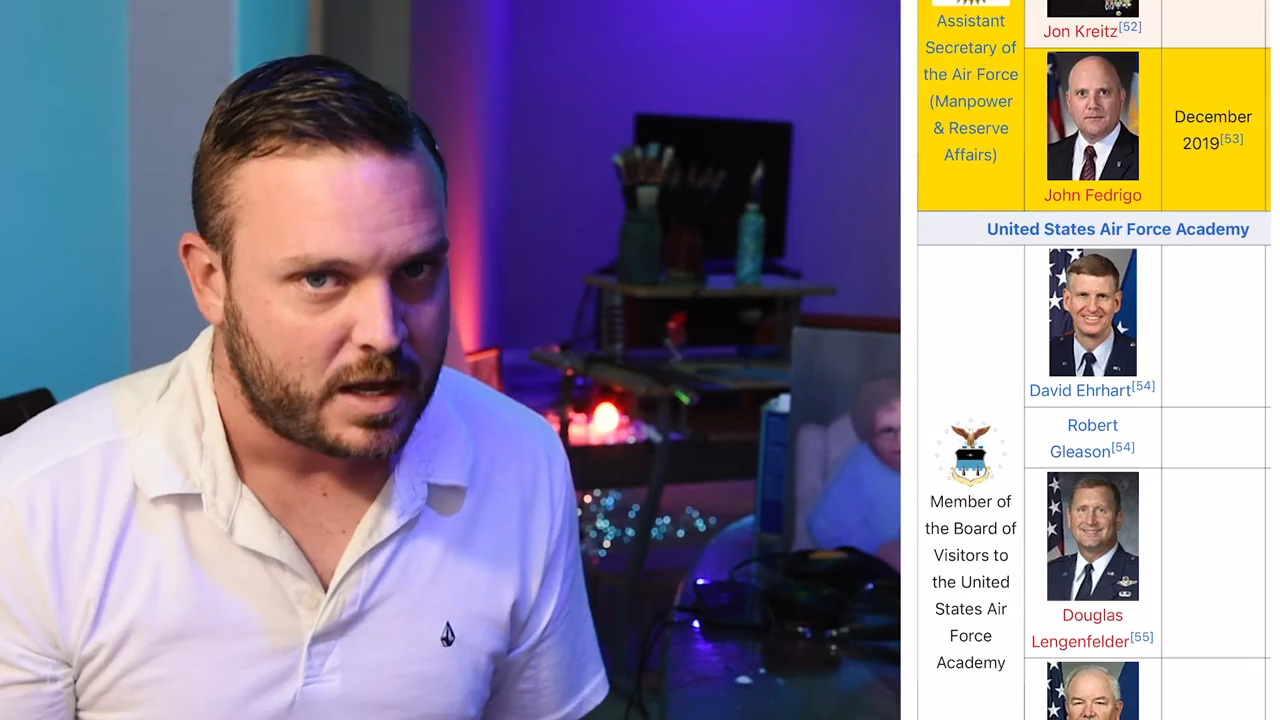 Assistant
Secretary of
the Air Force
(Manpower
& Reserve
Affairs)
Jon Kreitz[52]
John Fedrigo
December
2019[53]
United States Air Force Academy
Member of
the Board of
Visitors to
the United
States Air
Force
Academy
David Ehrhart[54]
Robert
Gleason[54]
Douglas
Lengenfelder[55]